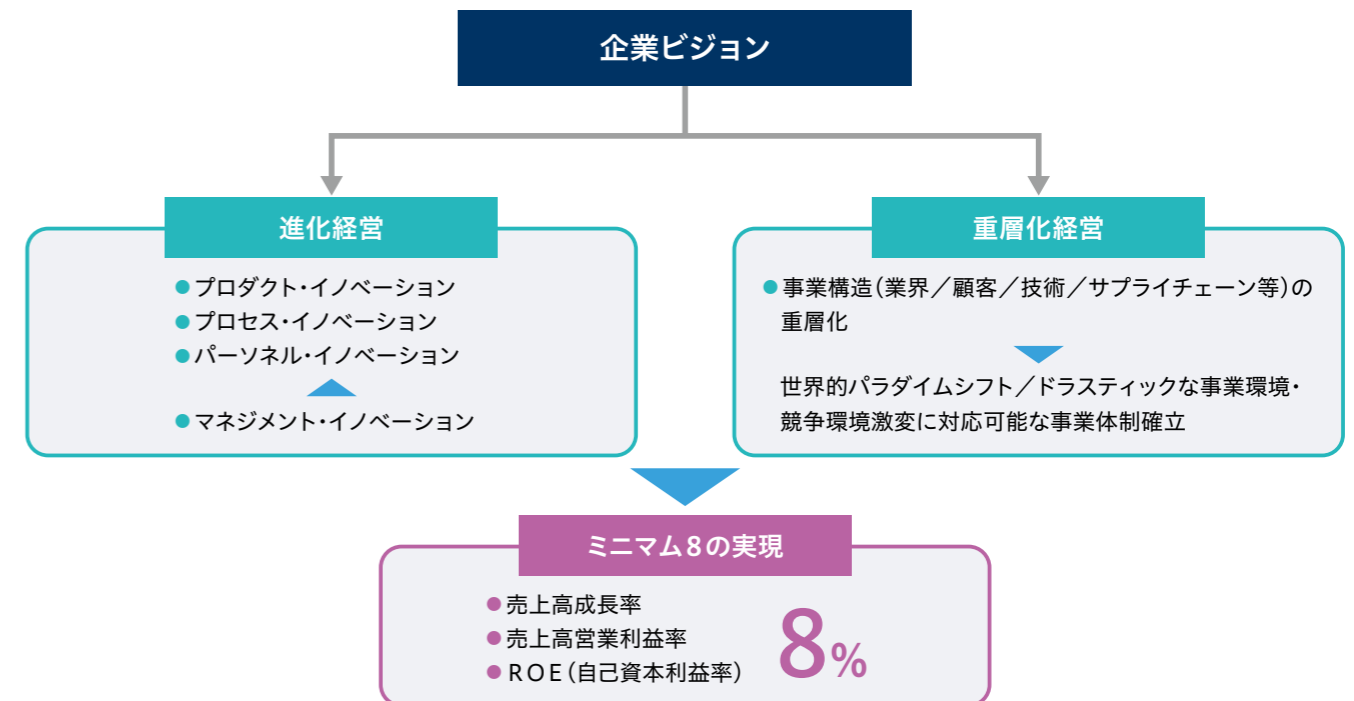 企業ビジョン
進化経営
●プロダクト・イノベーション
●プロセス・イノベーション
●パーソネル・イノベーション
●マネジメント・イノベーション
重層化経営
●事業構造(業界／顧客／技術／サプライチェーン等)の
重層化
世界的パラダイムシフト／ドラスティックな事業環境・
競争環境激変に対応可能な事業体制確立
ミニマム8の実現
●売上高成長率
●売上高営業利益率
●ROE(自己資本利益率)
8%